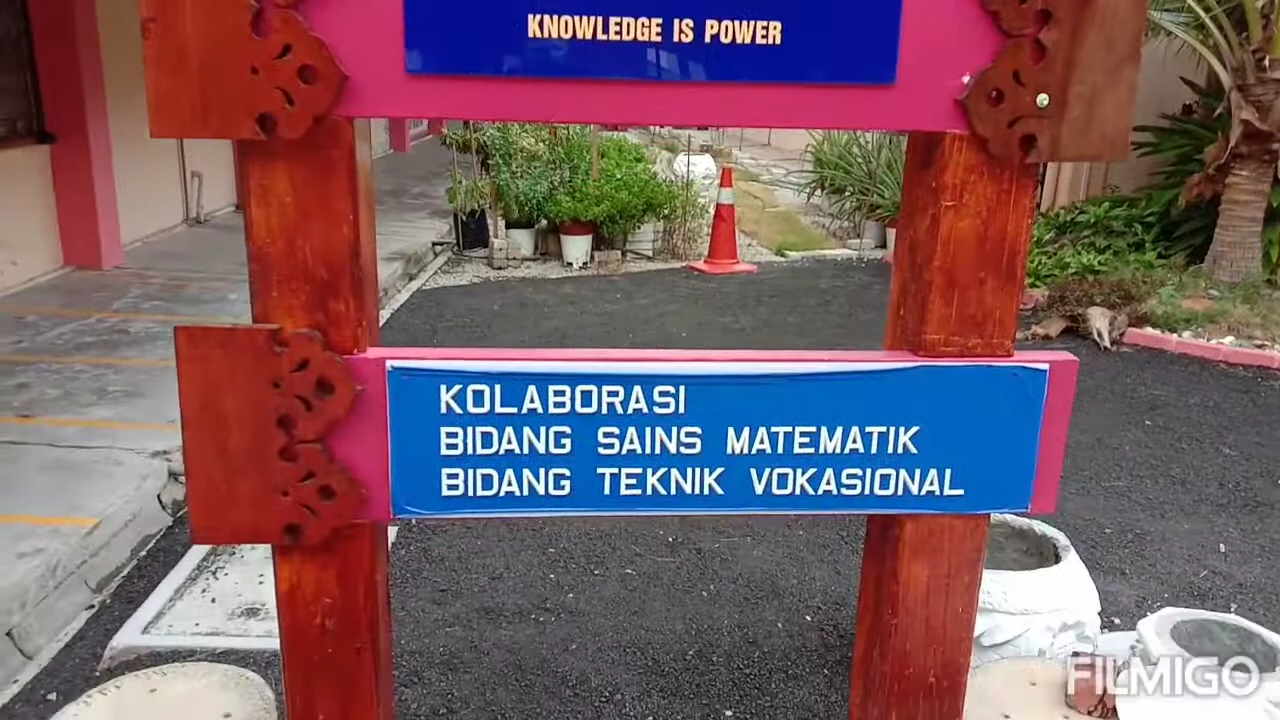 KNOWLEDGE IS POWER
KOLABORASI
BIDANG SAINS MATEMATIK
BIDANG TEKNIK VOKASIONAL
FILMIGO